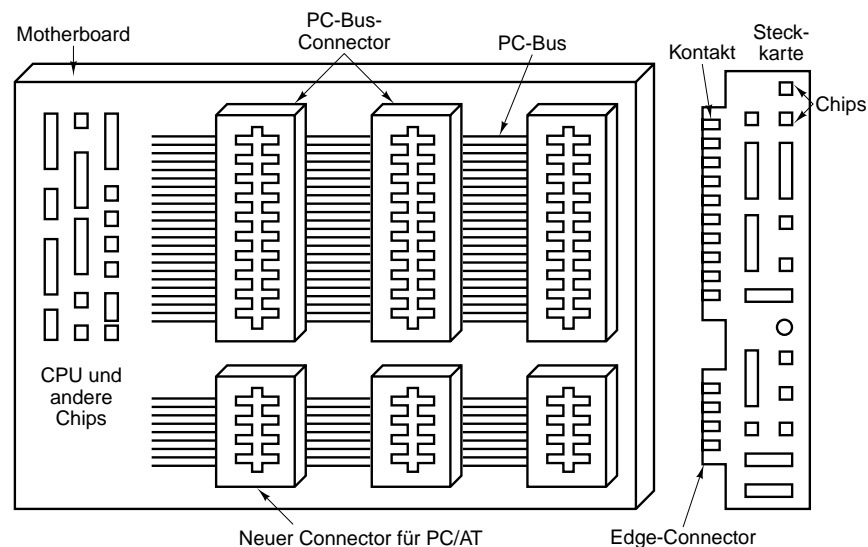 Motherboard
PC-Bus-
Connector
PC-Bus
Kontakt
Steck-
karte
Chips
CPU und
andere
Chips
Neuer Connector für PC/AT
Edge-Connector